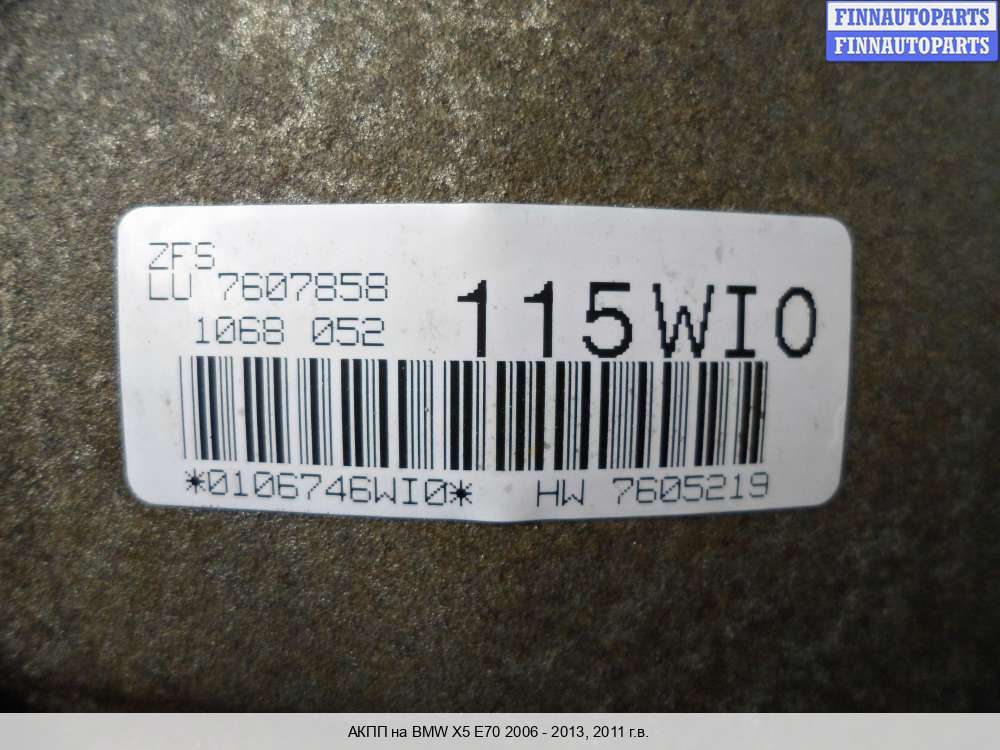 FINNAUTOPARTS
FINNAUTOPARTS
ZFS
LU 7607858
1068 052
115WI0
*0106746WI0*
HW 7605219
АКПП на BMW X5 E70 2006 - 2013, 2011 г.в.